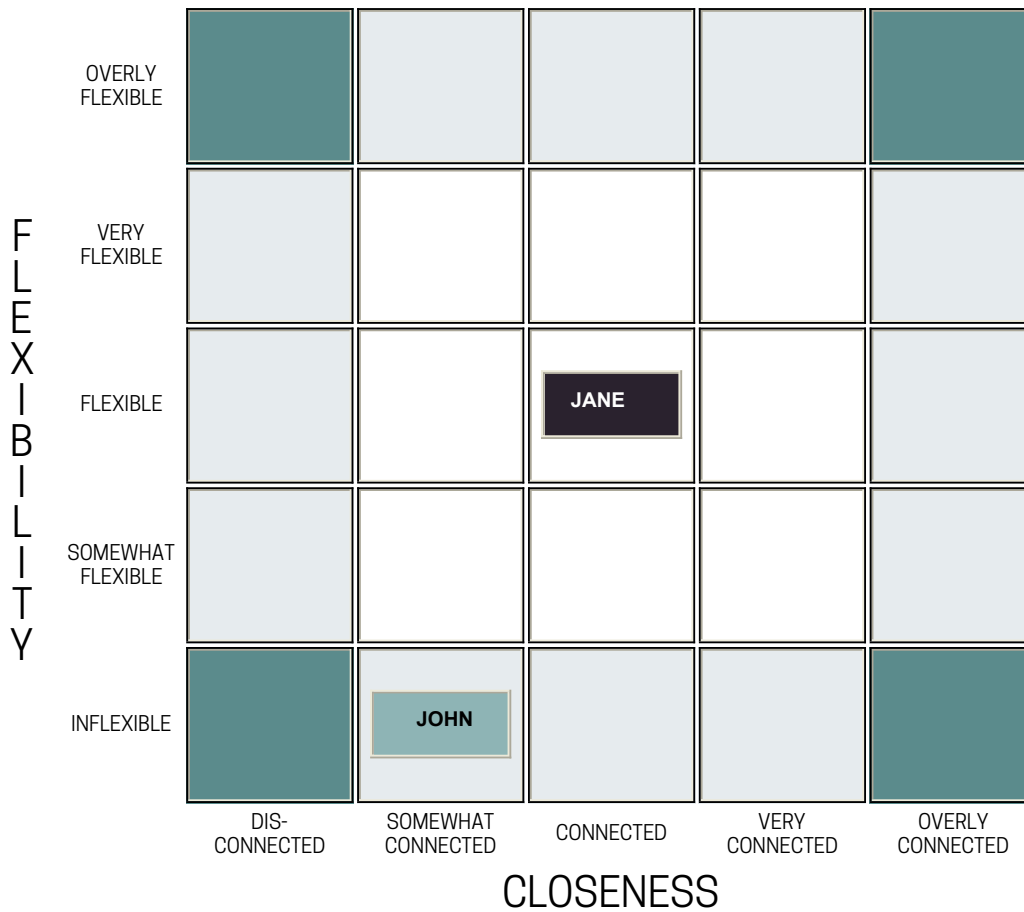 OVERLY
FLEXIBLE
VERY
FLEXIBLE
FLEXIBILITY
FLEXIBLE
JANE
SOMEWHAT
FLEXIBLE
INFLEXIBLE
JOHN
DIS-
CONNECTED
SOMEWHAT
CONNECTED
CONNECTED
VERY
CONNECTED
OVERLY
CONNECTED
CLOSENESS